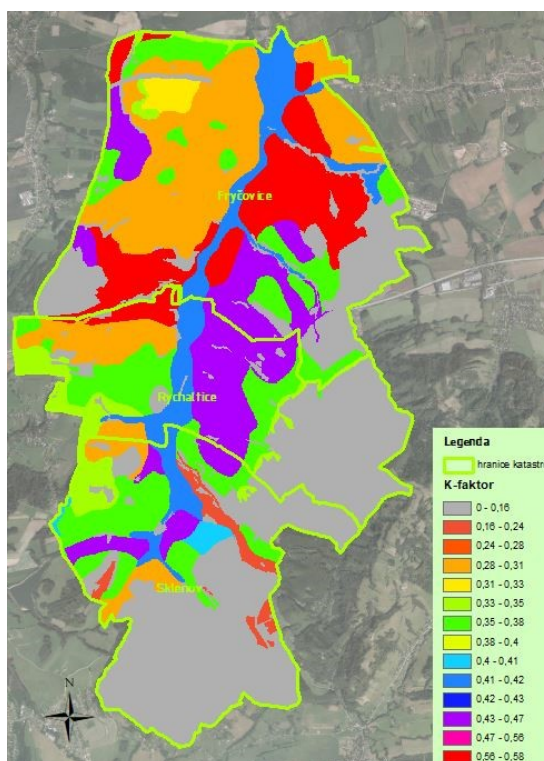 Fryčovice
Rychaltice
Sklenov
N
Legenda
hranice katastr
K-faktor
0 - 0,16
0,16 - 0,24
0,24 - 0,28
0,28 - 0,31
0,31 - 0,33
0,33 - 0,35
0,35 - 0,38
0,38 - 0,4
0,4 - 0,41
0,41 - 0,42
0,42 - 0,43
0,43 - 0,47
0,47 - 0,56
0,56 - 0,58